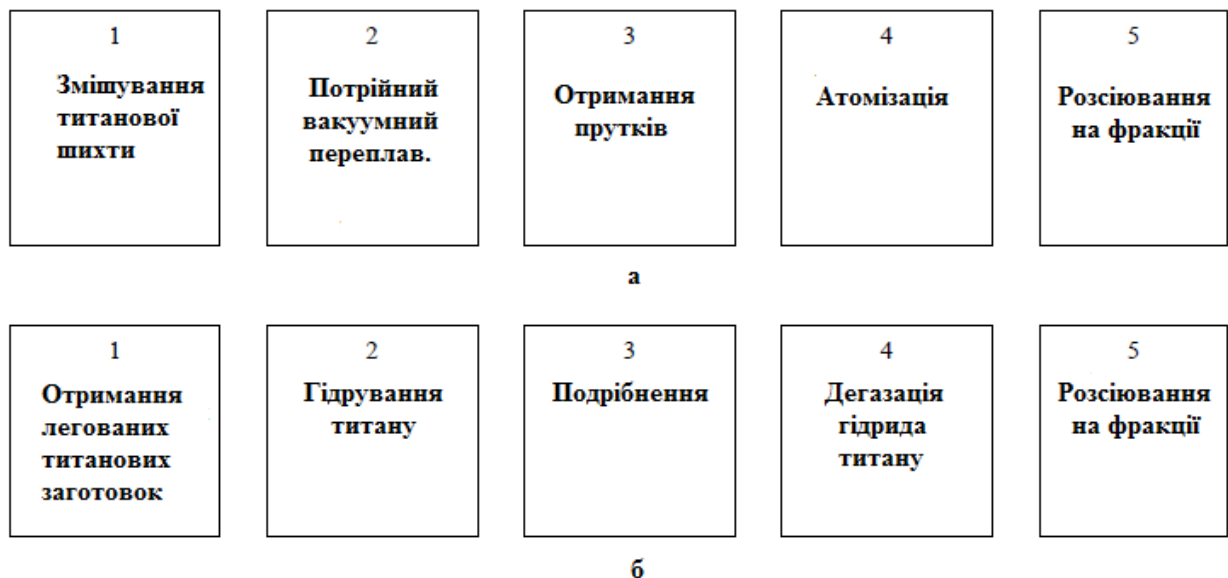 1
Змішування
титанової
шихти
2
Потрійний
вакуумний
переплав.
3
Отримання
прутків
4
Атомізація
5
Розсіювання
на фракції
а
1
Отримання
легованих
титанових
заготовок
2
Гідрування
титану
3
Подрібнення
4
Дегазація
гідрида
титану
5
Розсіювання
на фракції
б